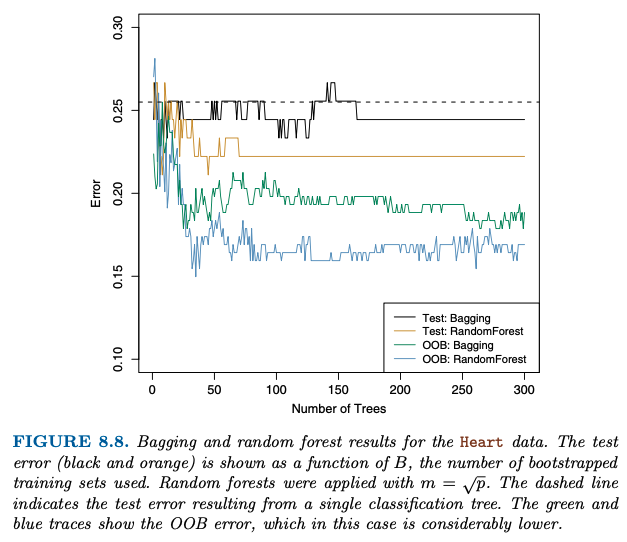 0.30
0.25
0.20
0.15
0.10
Error
0
50
100
150
200
250
300
Number of Trees
Test: Bagging
Test: RandomForest
OOB: Bagging
OOB: RandomForest
FIGURE 8.8. Bagging and random forest results for the Heart data. The test
error (black and orange) is shown as a function of B, the number of bootstrapped
training sets used. Random forests were applied with m = √p. The dashed line
indicates the test error resulting from a single classification tree. The green and
blue traces show the OOB error, which in this case is considerably lower.